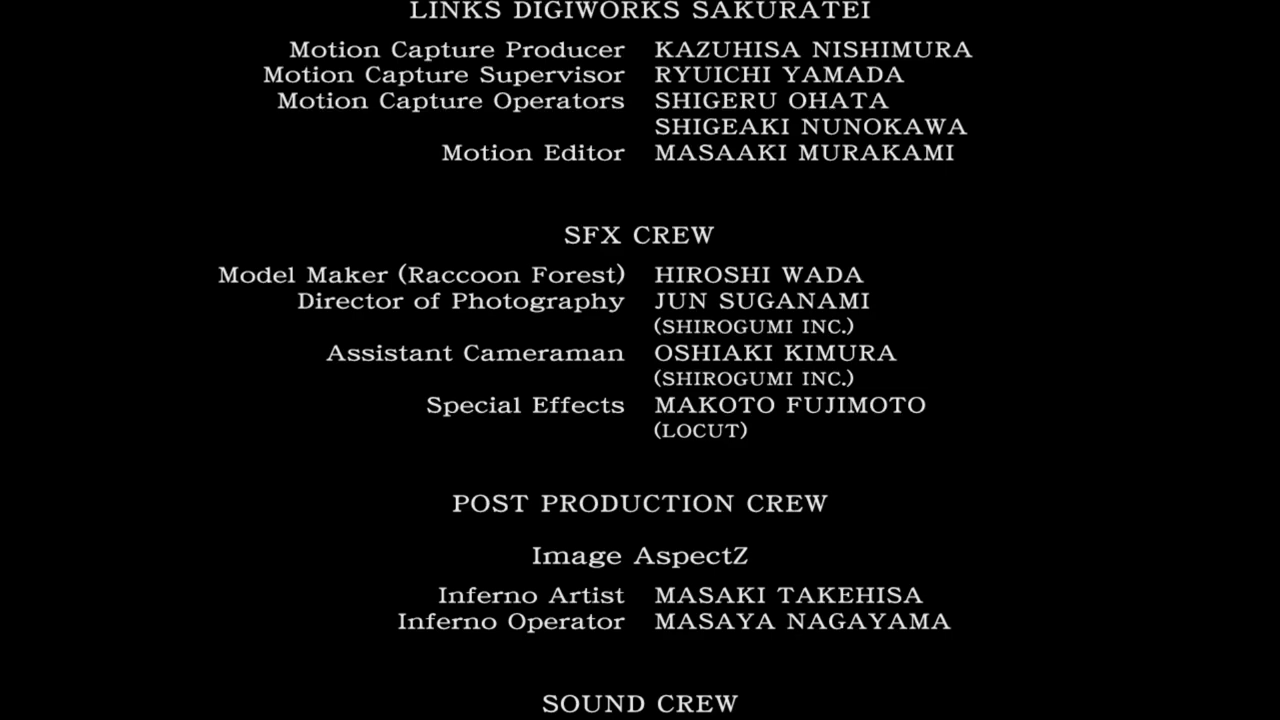 LINKS DIGIWORKS SAKURATEI
Motion Capture Producer KAZUHISA NISHIMURA
Motion Capture Supervisor RYUICHI YAMADA
Motion Capture Operators SHIGERU OHATA
SHIGEAKI NUNOKAWA
Motion Editor MASAAKI MURAKAMI
SFX CREW
Model Maker (Raccoon Forest) HIROSHI WADA
Director of Photography JUN SUGANAMI
(SHIROGUMI INC.)
Assistant Cameraman OSHIAKI KIMURA
(SHIROGUMI INC.)
Special Effects MAKOTO FUJIMOTO
(LOCUT)
POST PRODUCTION CREW
Image AspectZ
Inferno Artist MASAKI TAKEHISA
Inferno Operator MASAYA NAGAYAMA
SOUND CREW